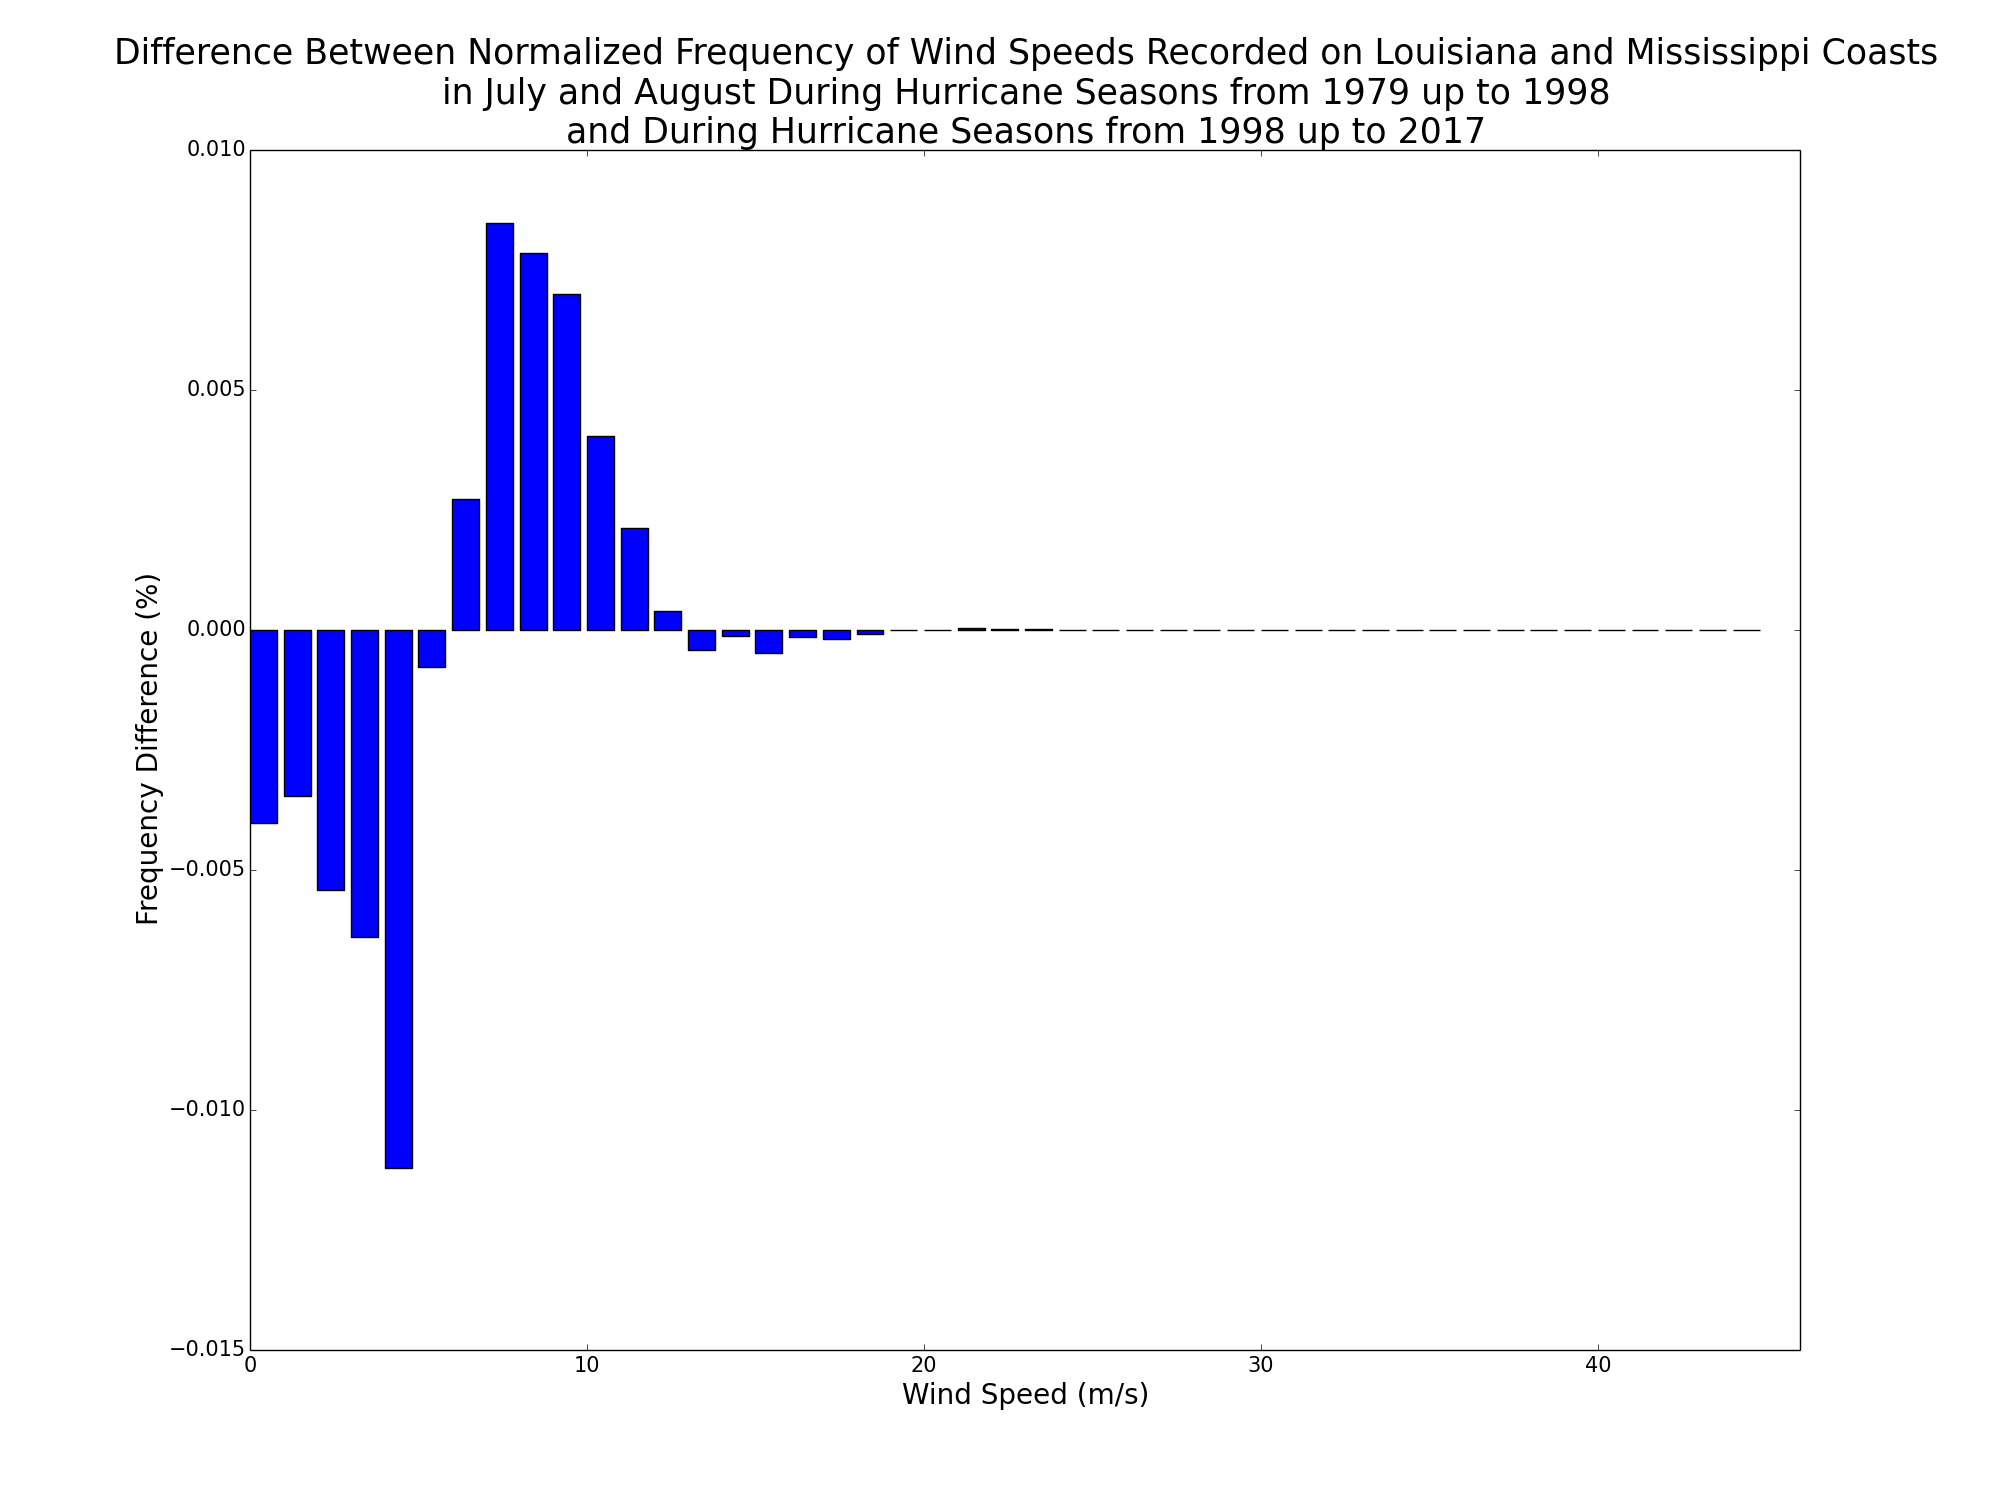 Difference Between Normalized Frequency of Wind Speeds Recorded on Louisiana and Mississippi Coasts
in July and August During Hurricane Seasons from 1979 up to 1998
and During Hurricane Seasons from 1998 up to 2017
0.010
0.005
0.000
−0.005
−0.010
−0.015
Frequency Difference (%)
0 10 20 30 40
Wind Speed (m/s)